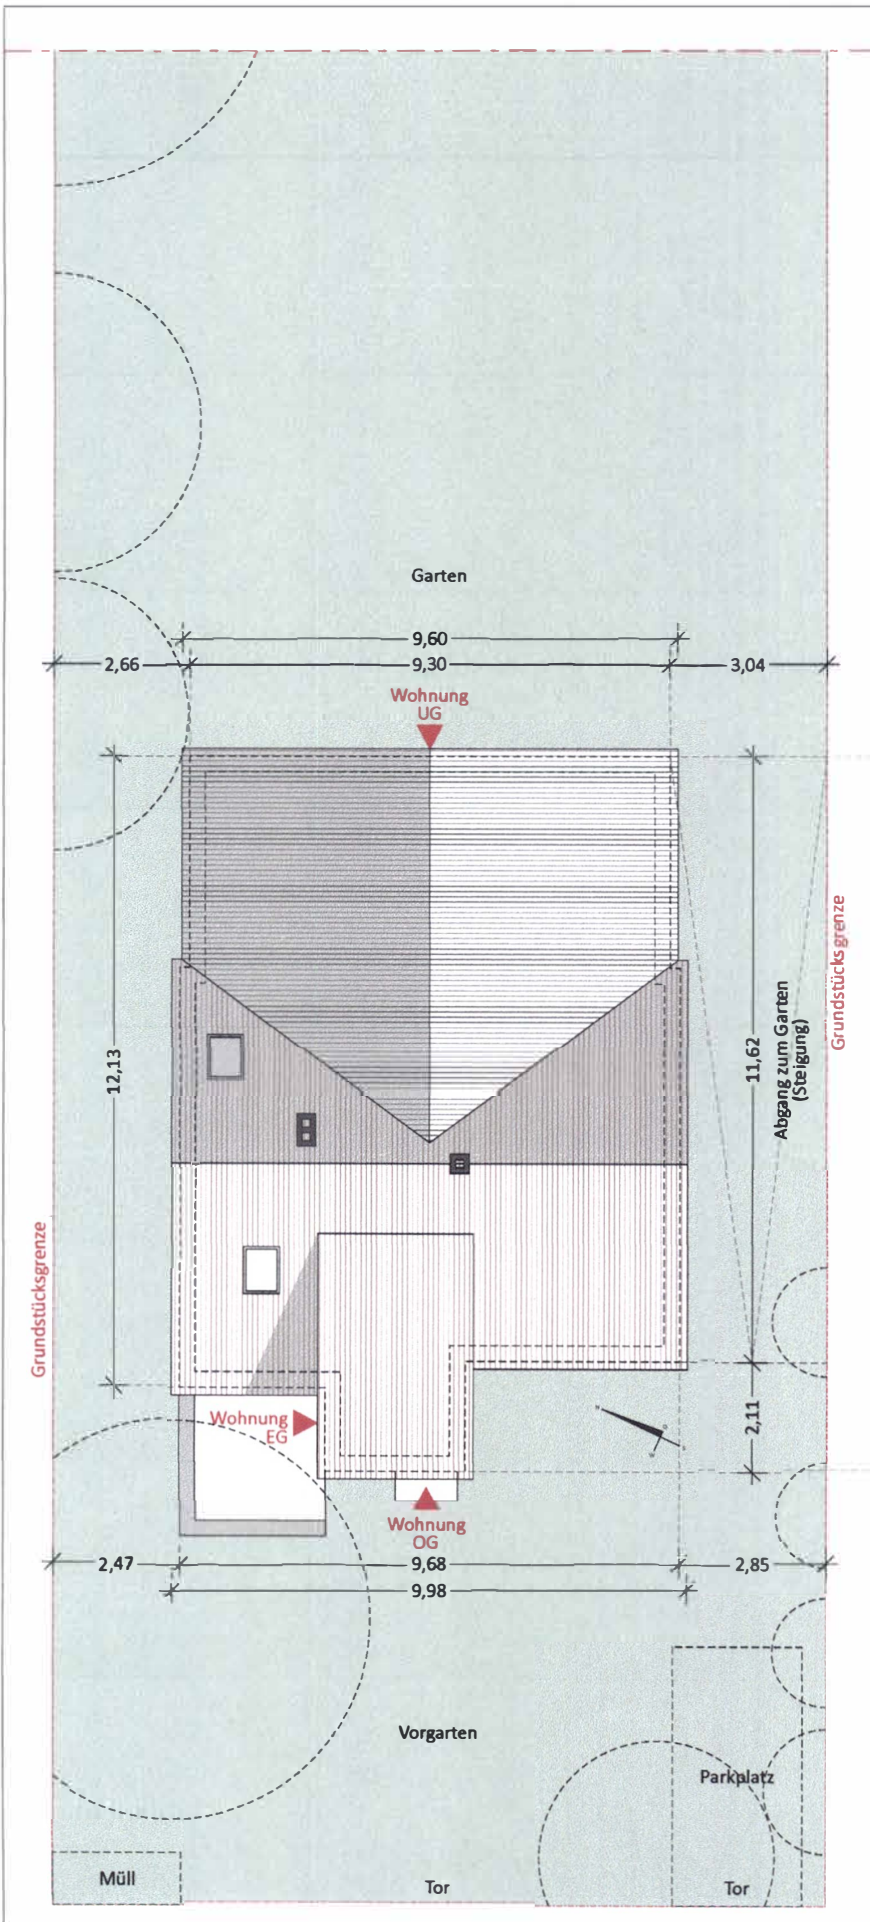 Garten
9,60
2,66
9,30
3,04
Wohnung
UG
12,13
11,62
Abgang zum Garten
(Steigung)
Grundstücksgrenze
Grundstücksgrenze
2,11
Wohnung
EG
N
O
W
Wohnung
OG
2,47
9,68
2,85
9,98
Vorgarten
Parkplatz
Müll
Tor
Tor